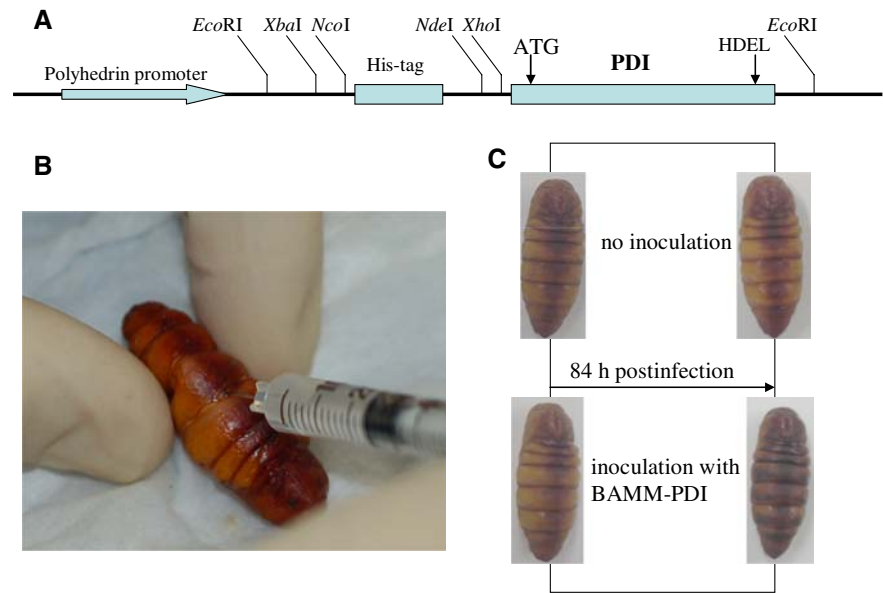 A
EcoRI XbaI NcoI NdeI XhoI ATG PDI HDEL EcoRI
Polyhedrin promoter His-tag
B
C
no inoculation
84 h postinfection
inoculation with
BAMM-PDI